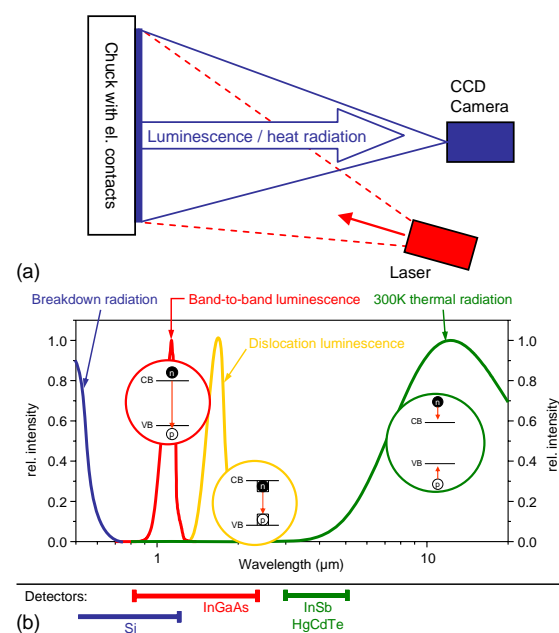 Chuck with el. contacts
CCD
Camera
Luminescence / heat radiation
Laser
(a)
Breakdown radiation
Band-to-band luminescence
300K thermal radiation
Dislocation luminescence
1.0
0.8
0.6
0.4
0.2
0.0
rel. intensity
1.0
0.8
0.6
0.4
0.2
0.0
rel. intensity
n
CB
VB
p
CB
n
p
VB
n
CB
VB
p
1
10
Wavelength (µm)
Detectors:
InGaAs
InSb
HgCdTe
Si
(b)